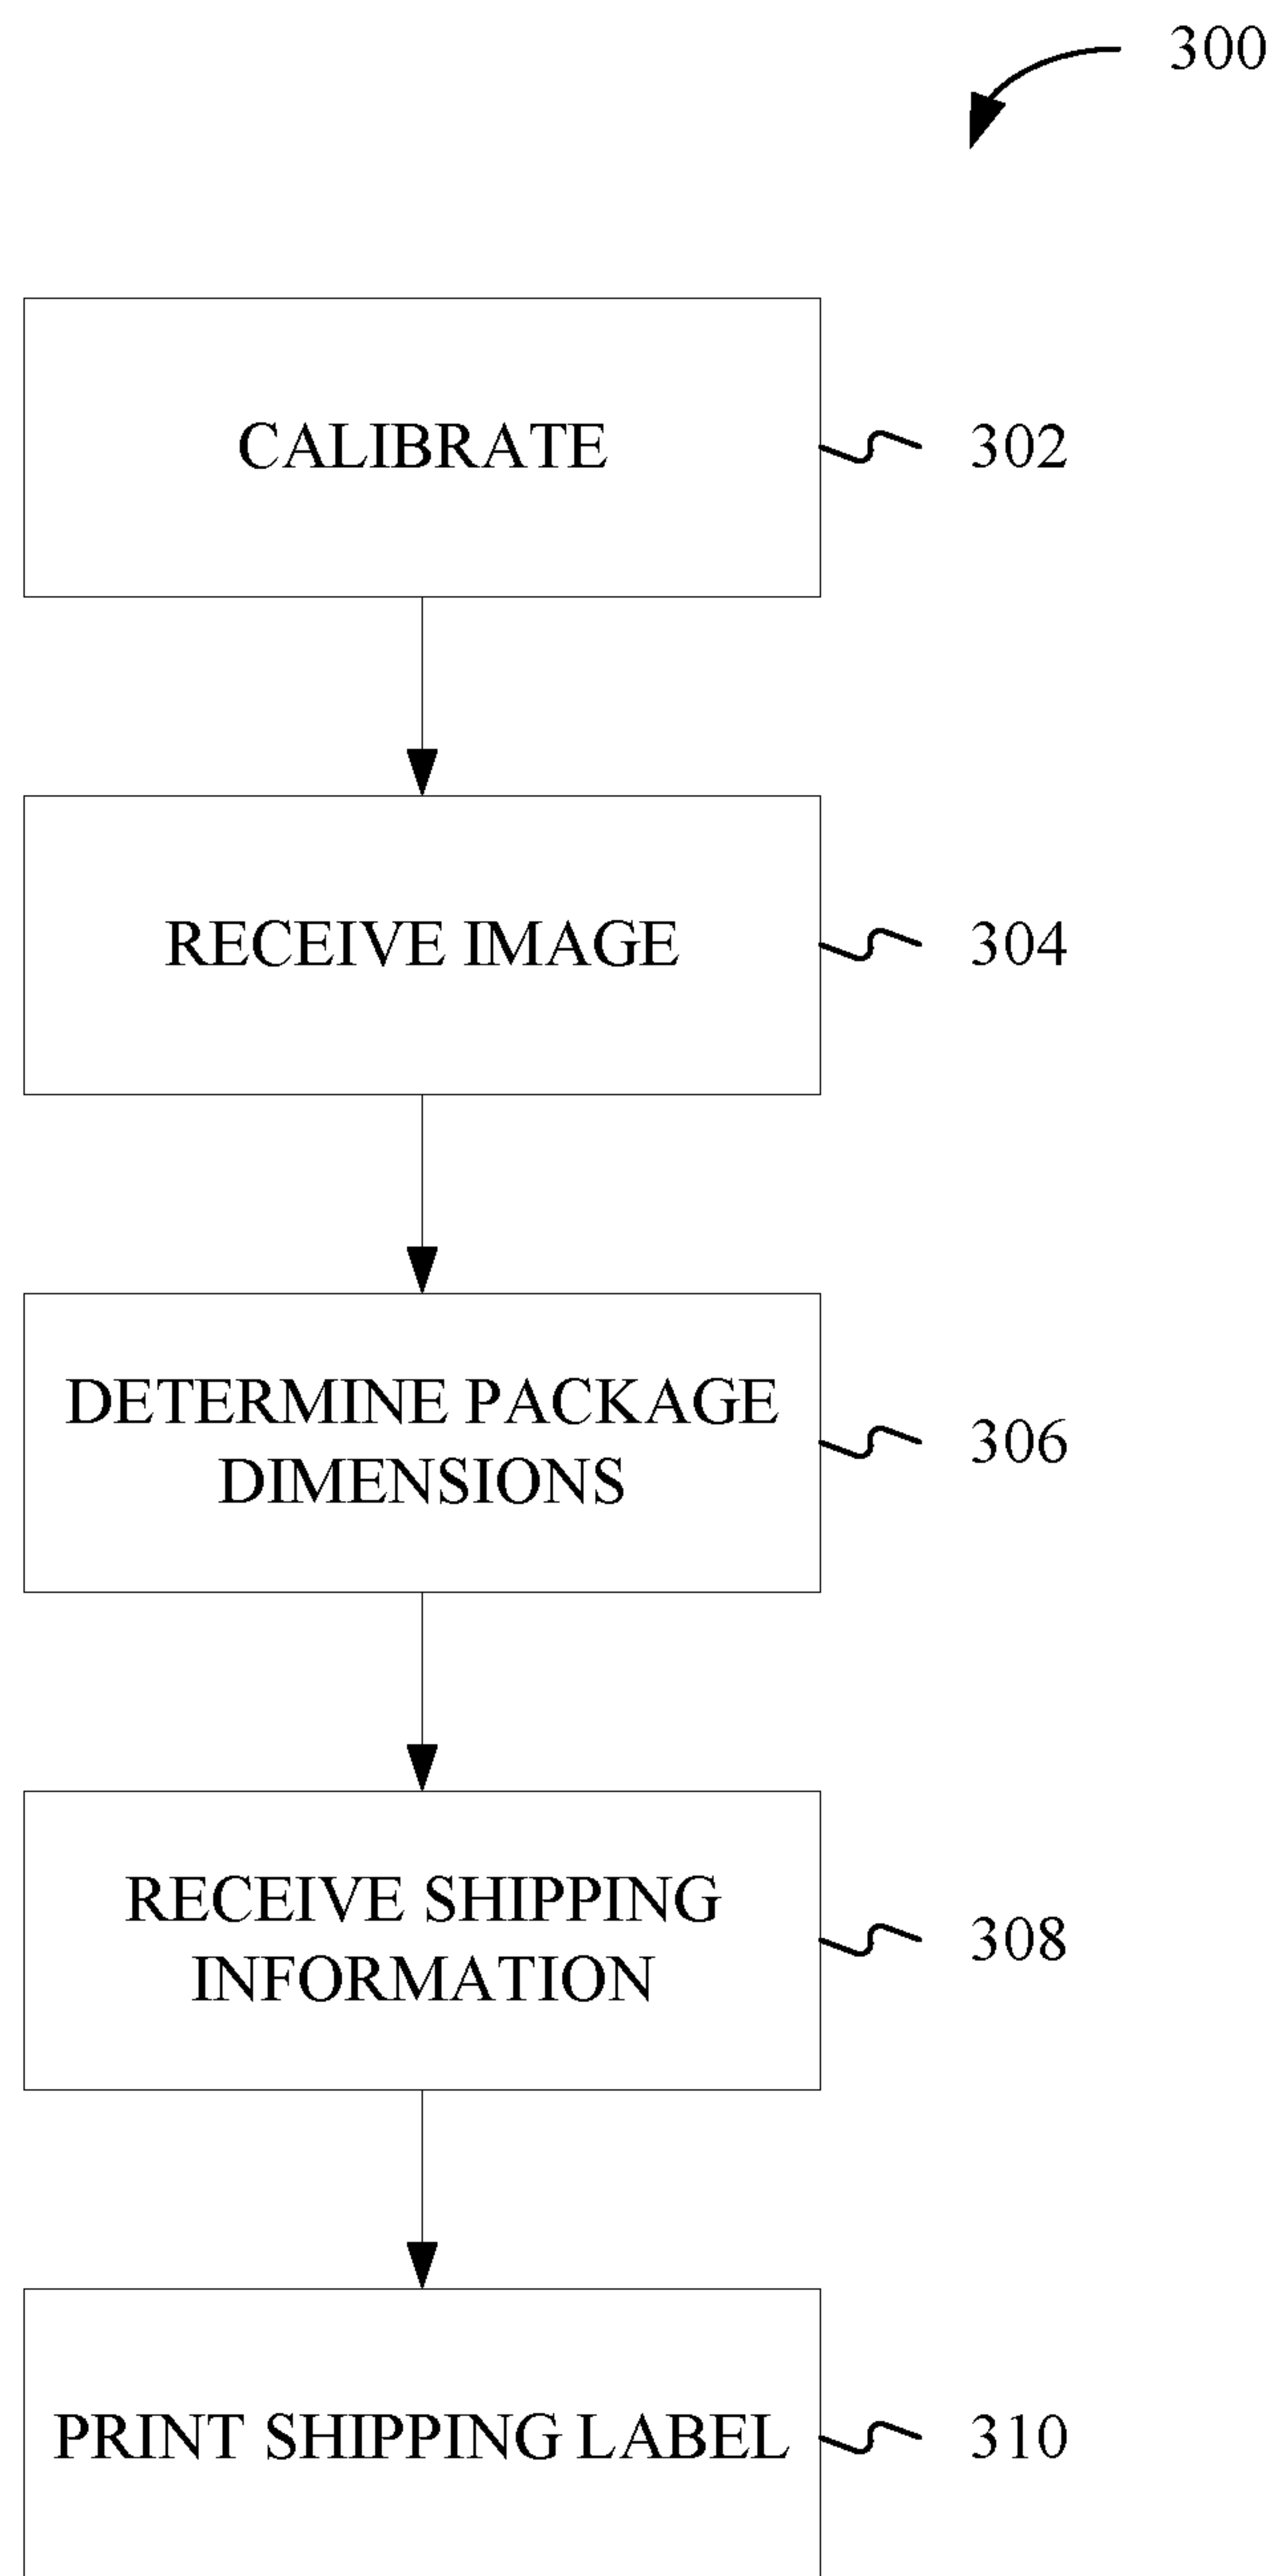 300
CALIBRATE
302
RECEIVE IMAGE
304
DETERMINE PACKAGE
DIMENSIONS
306
RECEIVE SHIPPING
INFORMATION
308
PRINT SHIPPING LABEL
310